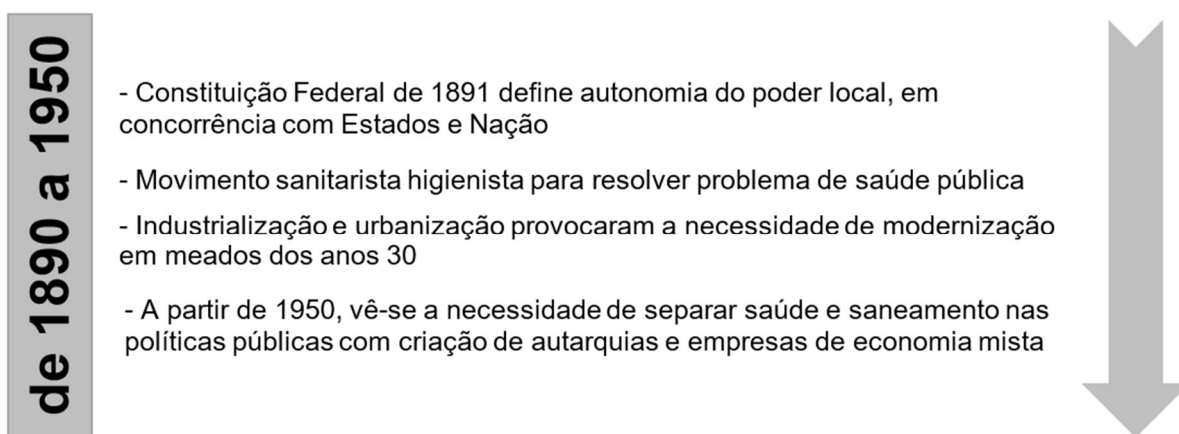 de 1890 a 1950
- Constituição Federal de 1891 define autonomia do poder local, em
concorrência com Estados e Nação
- Movimento sanitarista higienista para resolver problema de saúde pública
- Industrialização e urbanização provocaram a necessidade de modernização
em meados dos anos 30
- A partir de 1950, vê-se a necessidade de separar saúde e saneamento nas
políticas públicas com criação de autarquias e empresas de economia mista